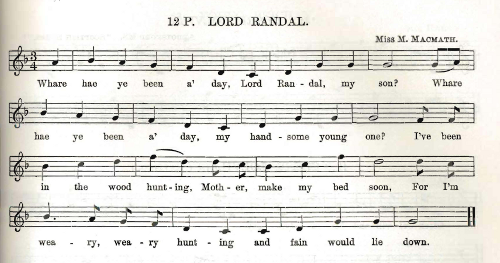 12 P. LORD RANDAL.
Miss M. MACMATH.
3
4
Whare hae ye been a' day, Lord Ran - dal, my son? Whare
hae ye been a' day, my hand - some young one? I've been
in the wood hunt - ing, Moth - er, make my bed soon, For I'm
wea - ry, wea - ry hunt - ing and fain would lie down.